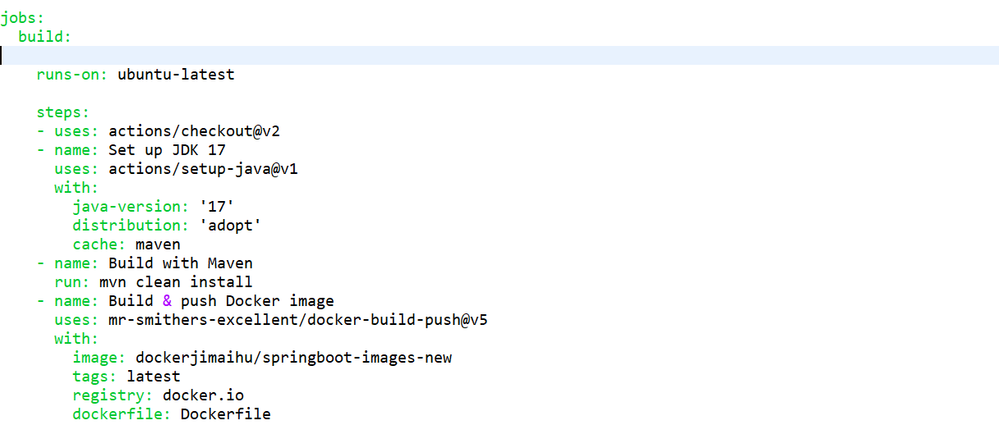 jobs:
  build:
    runs-on: ubuntu-latest
    steps:
    - uses: actions/checkout@v2
    - name: Set up JDK 17
      uses: actions/setup-java@v1
      with:
        java-version: '17'
        distribution: 'adopt'
        cache: maven
    - name: Build with Maven
      run: mvn clean install
    - name: Build & push Docker image
      uses: mr-smithers-excellent/docker-build-push@v5
      with:
        image: dockerjimaihu/springboot-images-new
        tags: latest
        registry: docker.io
        dockerfile: Dockerfile